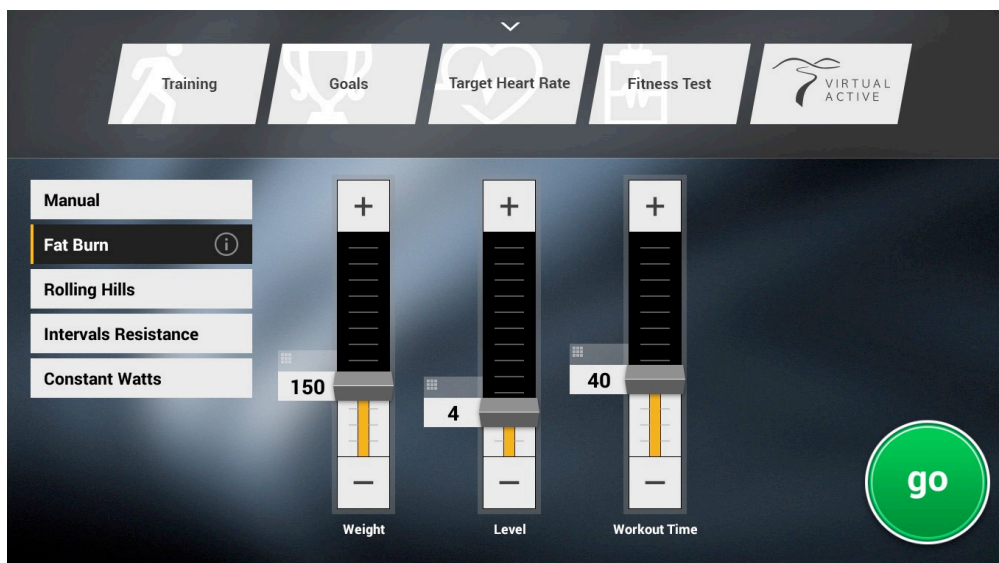 Training
Goals
Target Heart Rate
Fitness Test
VIRTUAL
ACTIVE
Manual
Fat Burn
Rolling Hills
Intervals Resistance
Constant Watts
+
+
+
150
4
40
−
−
−
Weight
Level
Workout Time
go